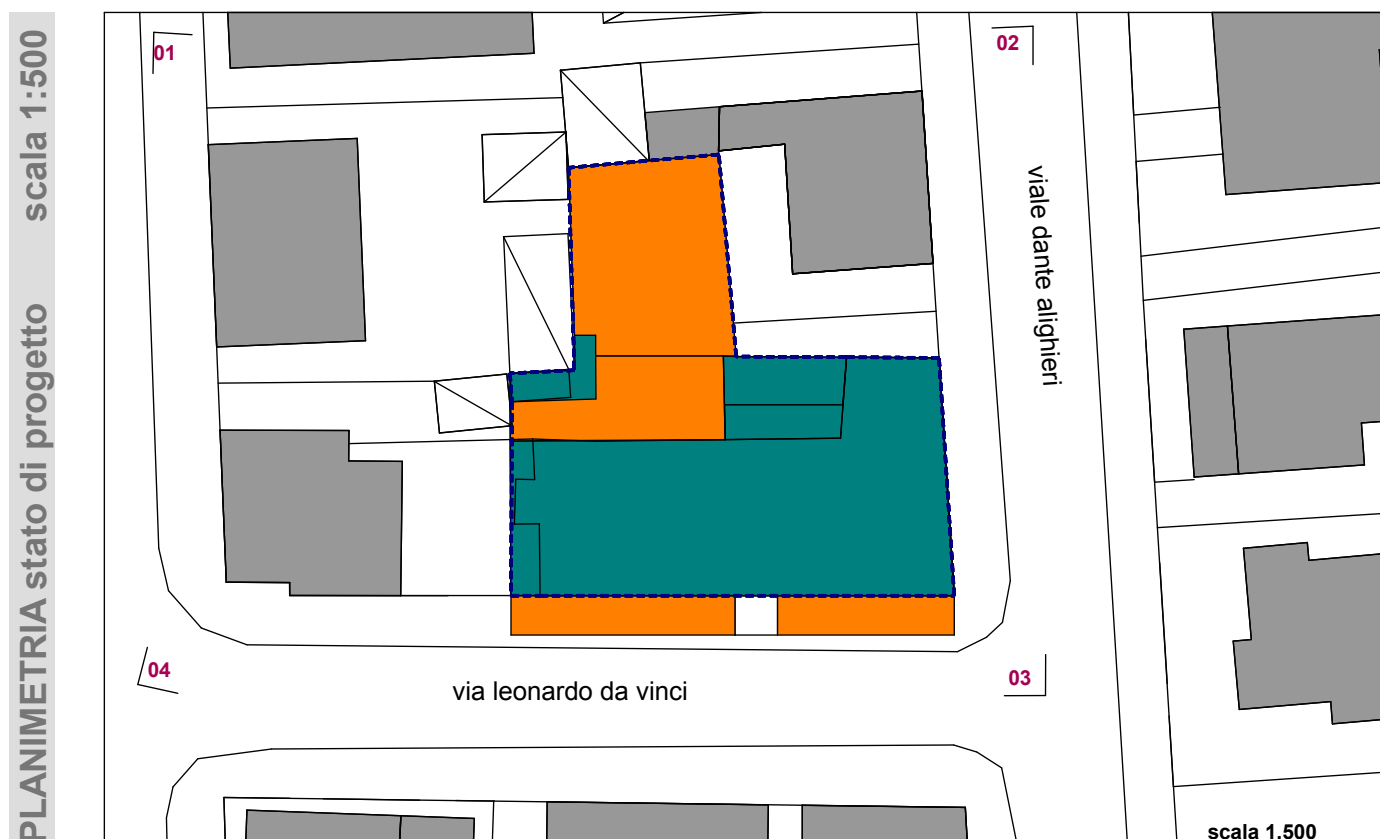 PLANIMETRIA stato di progetto scala 1:500
01
02
viale dante alighieri
04
03
via leonardo da vinci
scala 1.500